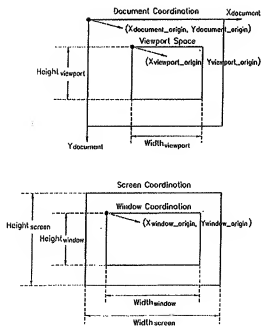 Document Coordination
Xdocument
(Xdocument_origin, Ydocument_origin)
Viewport Space
(Xviewport_origin, Yviewport_origin)
Heightviewport
Ydocument
Widthviewport
Screen Coordination
Window Coordination
(Xwindow_origin, Ywindow_origin)
Heightscreen
Heightwindow
Widthwindow
Widthscreen